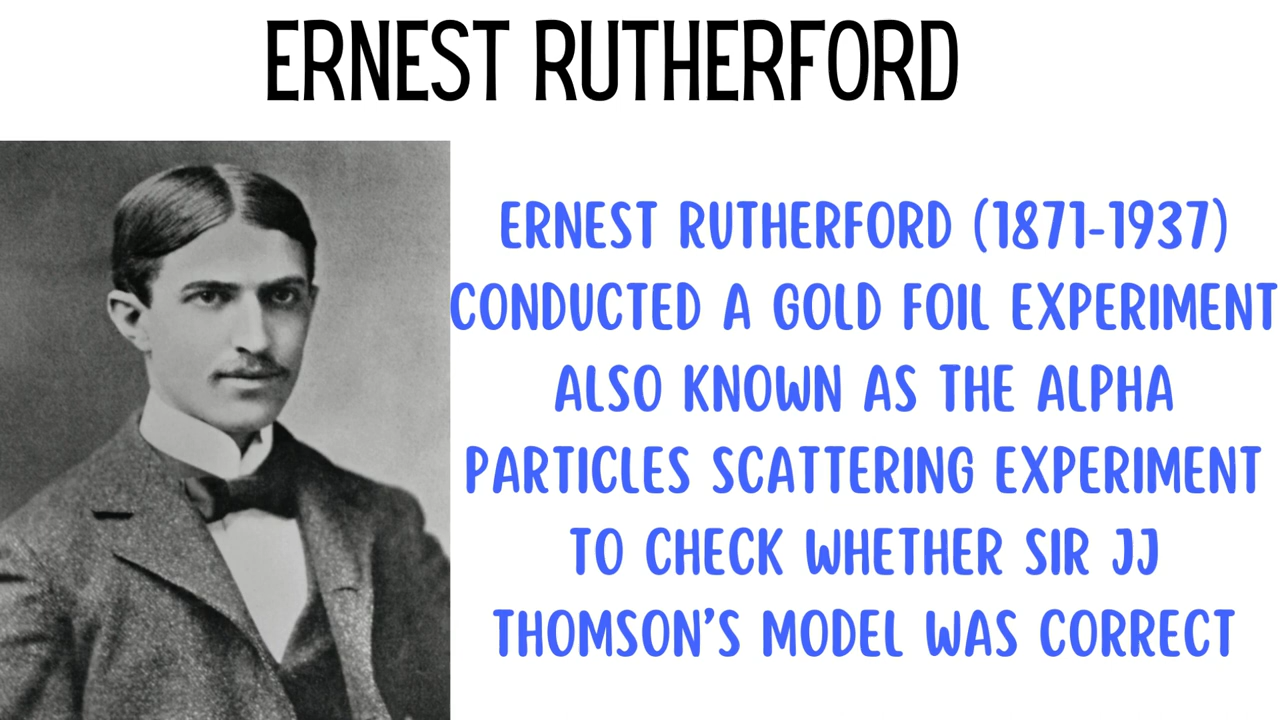 ERNEST RUTHERFORD
ERNEST RUTHERFORD (1871-1937)
CONDUCTED A GOLD FOIL EXPERIMENT
ALSO KNOWN AS THE ALPHA
PARTICLES SCATTERING EXPERIMENT
TO CHECK WHETHER SIR JJ
THOMSON'S MODEL WAS CORRECT